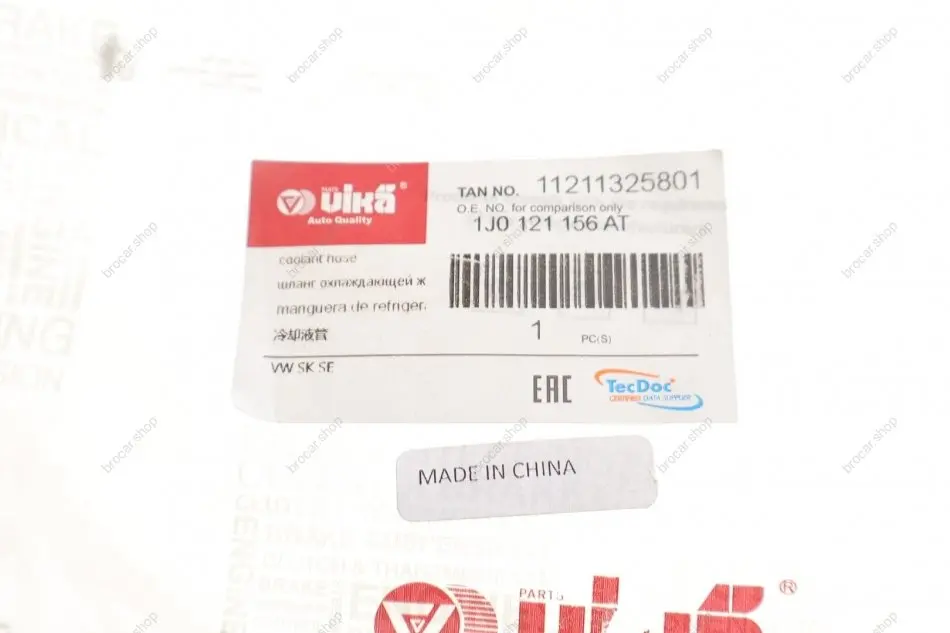 PARTS
vika®
Auto Quality
TAN NO. 11211325801
O.E. NO. for comparison only
1J0 121 156 AT
coolant hose
шланг охлаждающей ж
manguera de refriger
冷却液管
1 PC(S)
VW SK SE
EAC
TecDoc
CERTIFIED DATA SUPPLIER
MADE IN CHINA
PARTS
vika®
brocar.shop